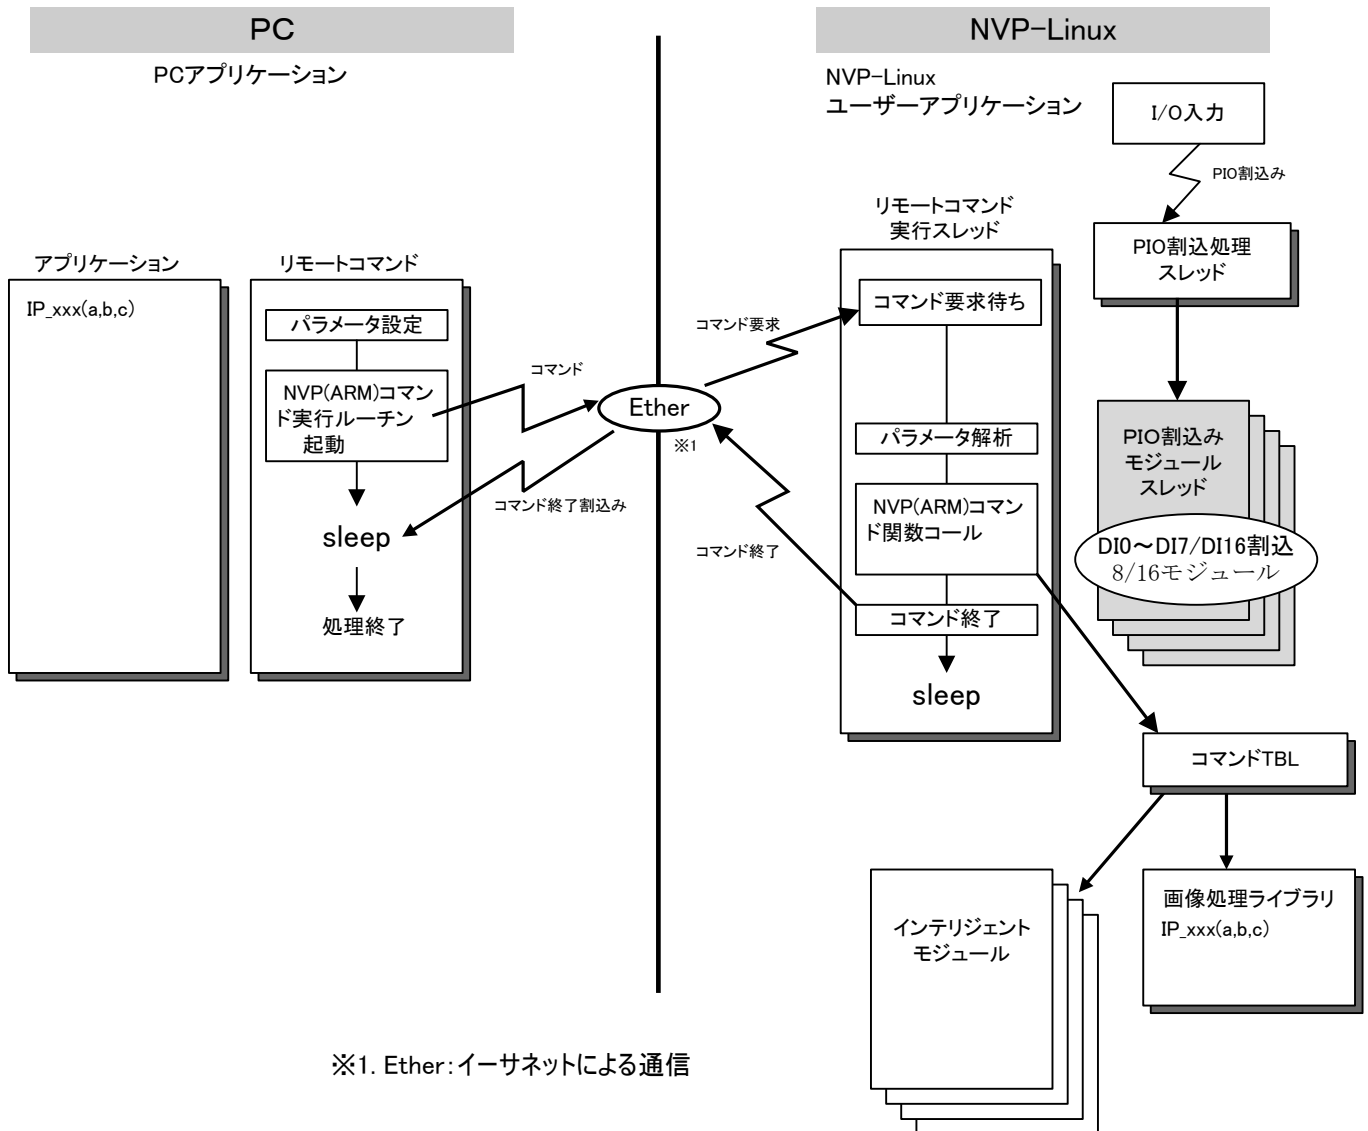 PC
NVP-Linux
PCアプリケーション
NVP-Linux
ユーザーアプリケーション
I/O入力
PIO割込み
リモートコマンド
実行スレッド
PIO割込処理
スレッド
アプリケーション
リモートコマンド
IP_xxx(a,b,c)
パラメータ設定
NVP(ARM)コマン
ド実行ルーチン
起動
sleep
処理終了
コマンド
コマンド終了割込み
Ether
※1
コマンド要求
コマンド終了
コマンド要求待ち
パラメータ解析
NVP(ARM)コマン
ド関数コール
コマンド終了
sleep
PIO割込み
モジュール
スレッド
DI0～DI7/DI16割込
8/16モジュール
コマンドTBL
インテリジェント
モジュール
画像処理ライブラリ
IP_xxx(a,b,c)
※1. Ether:イーサネットによる通信